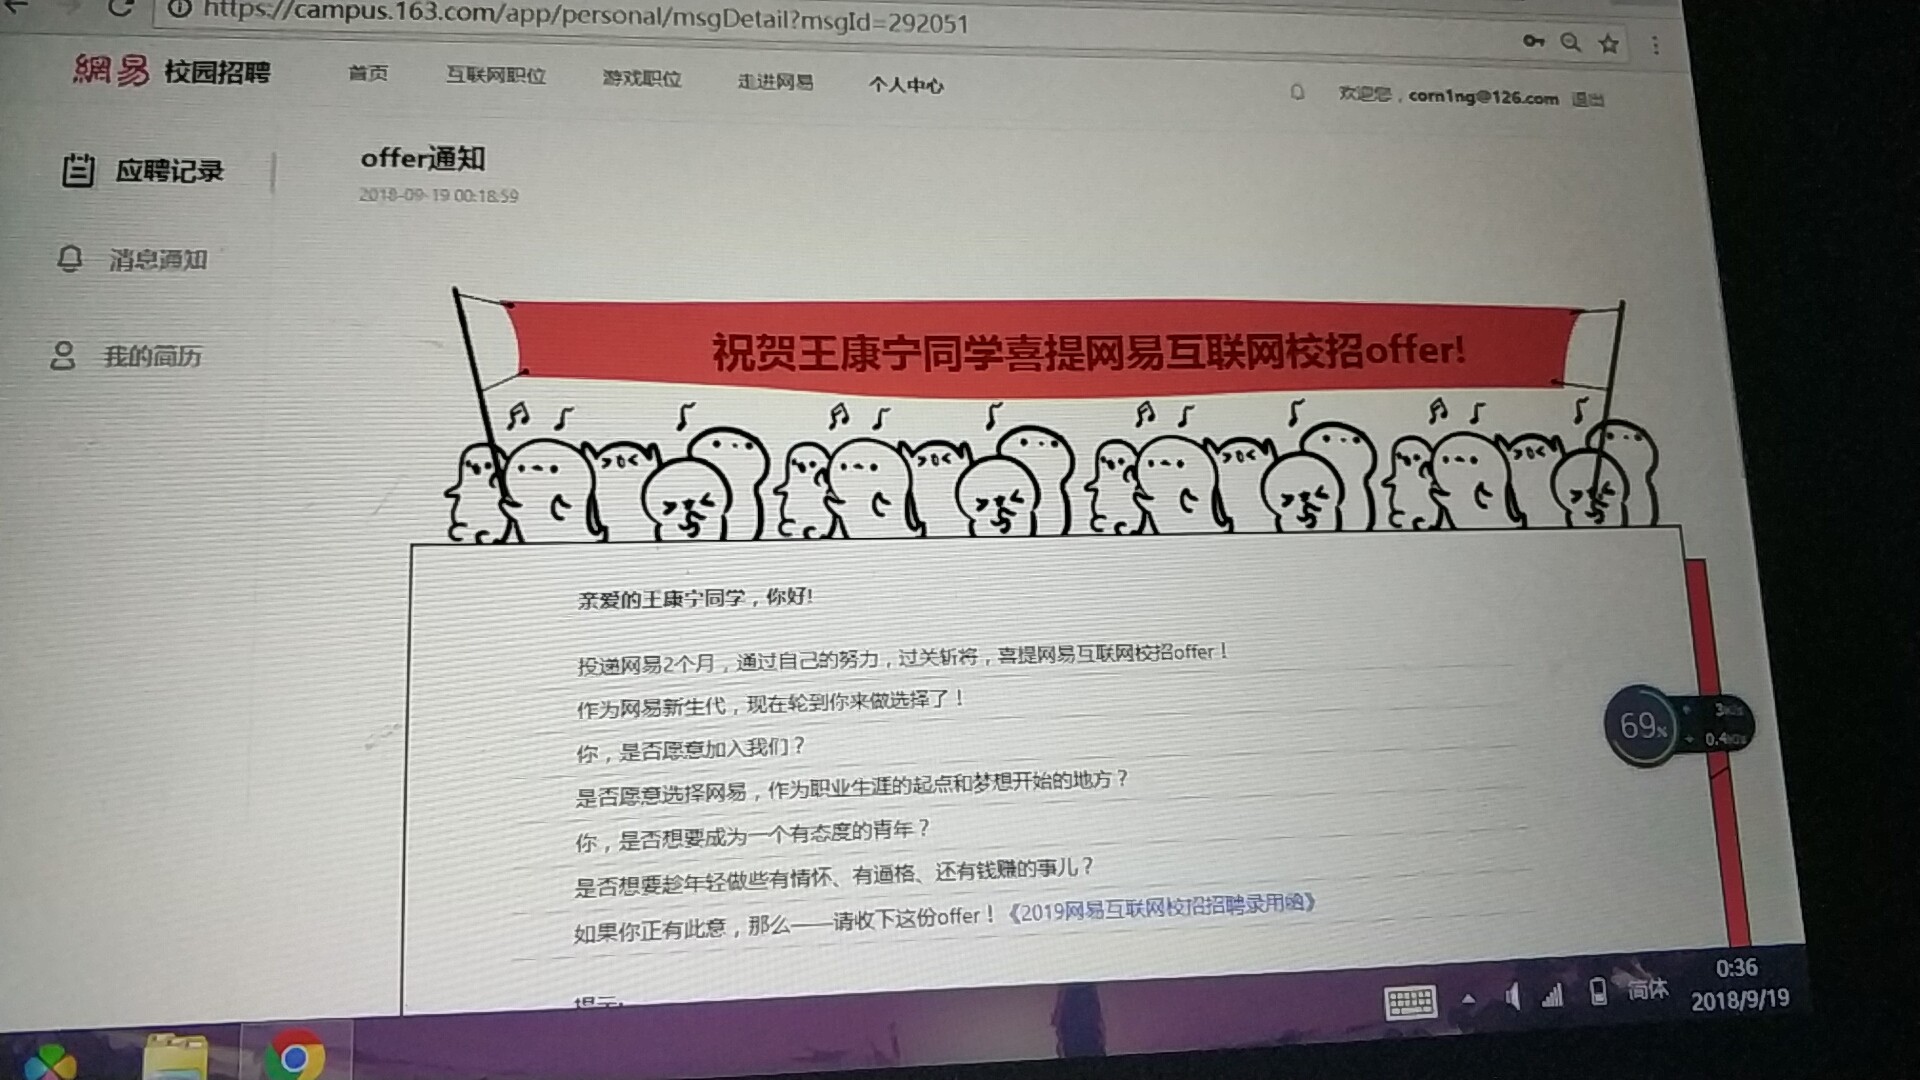 https://campus.163.com/app/personal/msgDetail?msgId=292051
網易 校园招聘 首页 互联网职位 游戏职位 走进网易 个人中心 欢迎您，corn1ng@126.com 退出
应聘记录
消息通知
我的简历
offer通知
2018-09-19 00:18:59
祝贺王康宁同学喜提网易互联网校招offer!
亲爱的王康宁同学，你好!
投递网易2个月，通过自己的努力，过关斩将，喜提网易互联网校招offer！
作为网易新生代，现在轮到你来做选择了！
你，是否愿意加入我们？
是否愿意选择网易，作为职业生涯的起点和梦想开始的地方？
你，是否想要成为一个有态度的青年？
是否想要趁年轻做些有情怀、有逼格、还有钱赚的事儿？
如果你正有此意，那么——请收下这份offer！《2019网易互联网校招招聘录用函》
提示:
69%
简体
0:36
2018/9/19